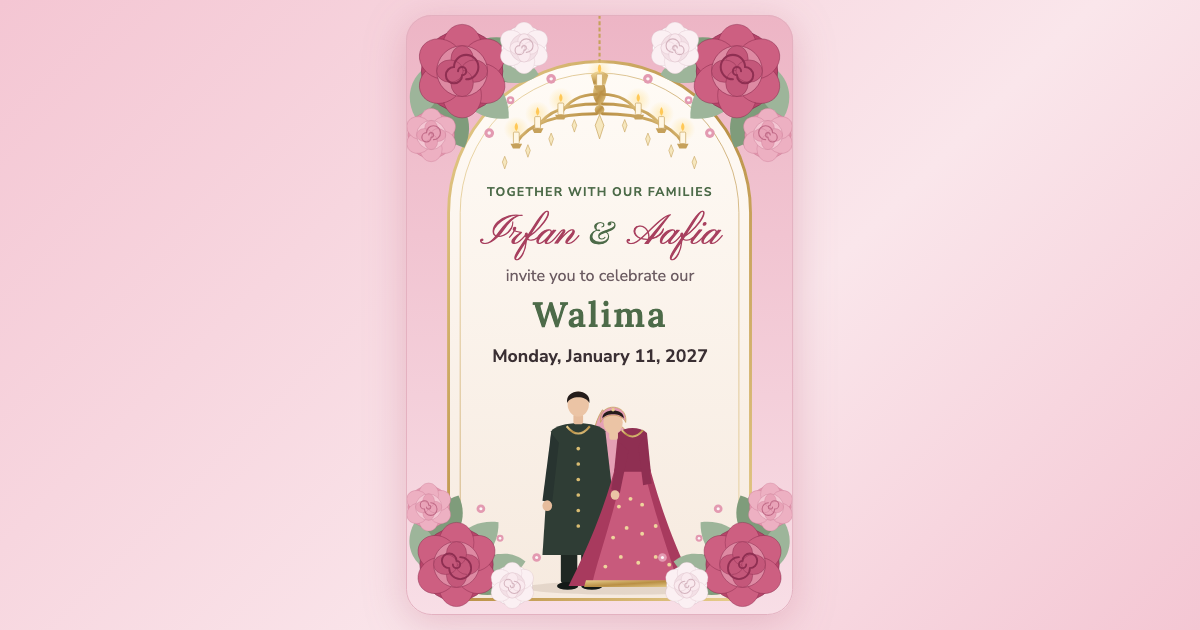 TOGETHER WITH OUR FAMILIES
Irfan & Aafia
invite you to celebrate our
Walima
Monday, January 11, 2027